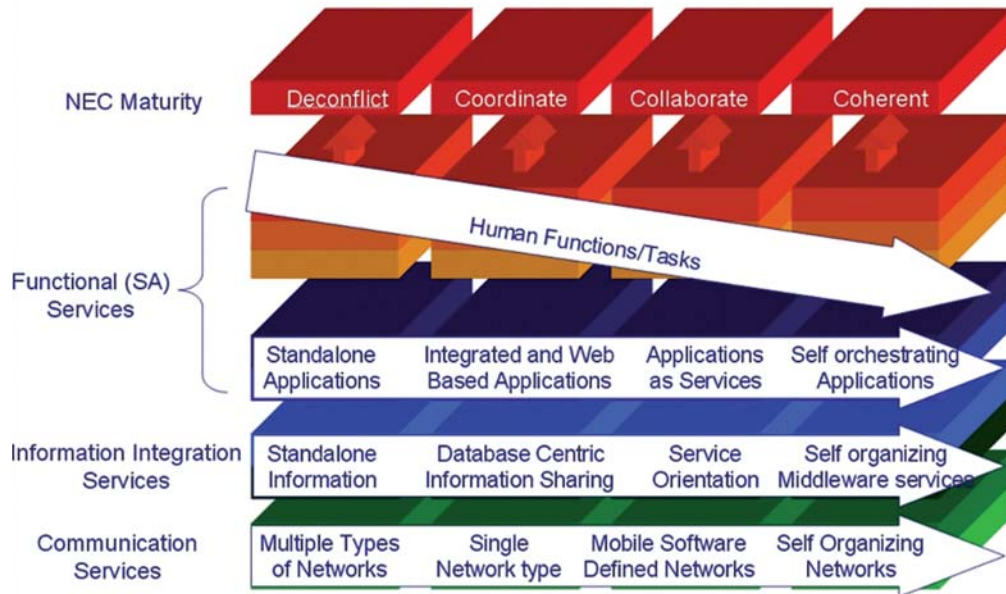 NEC Maturity
Deconflict
Coordinate
Collaborate
Coherent
Human Functions/Tasks
Functional (SA)
Services
Standalone
Applications
Integrated and Web
Based Applications
Applications
as Services
Self orchestrating
Applications
Information Integration
Services
Standalone
Information
Database Centric
Information Sharing
Service
Orientation
Self organizing
Middleware services
Communication
Services
Multiple Types
of Networks
Single
Network type
Mobile Software
Defined Networks
Self Organizing
Networks